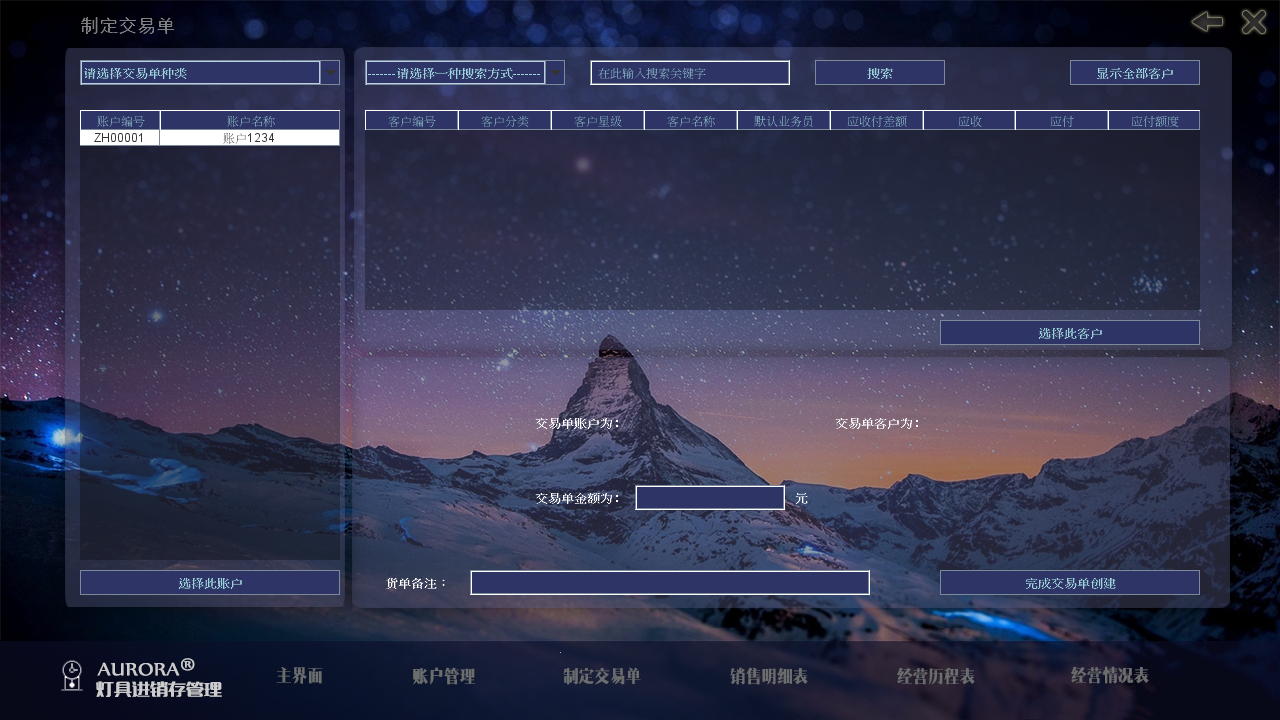 制定交易单
请选择交易单种类
-------请选择一种搜索方式-------
在此输入搜索关键字
搜索
显示全部客户
账户编号 账户名称
ZH00001 账户1234
客户编号 客户分类 客户星级 客户名称 默认业务员 应收付差额 应收 应付 应付额度
选择此客户
交易单账户为：
交易单客户为：
交易单金额为： 元
选择此账户
货单备注：
完成交易单创建
AURORA®
灯具进销存管理
主界面 账户管理 制定交易单 销售明细表 经营历程表 经营情况表